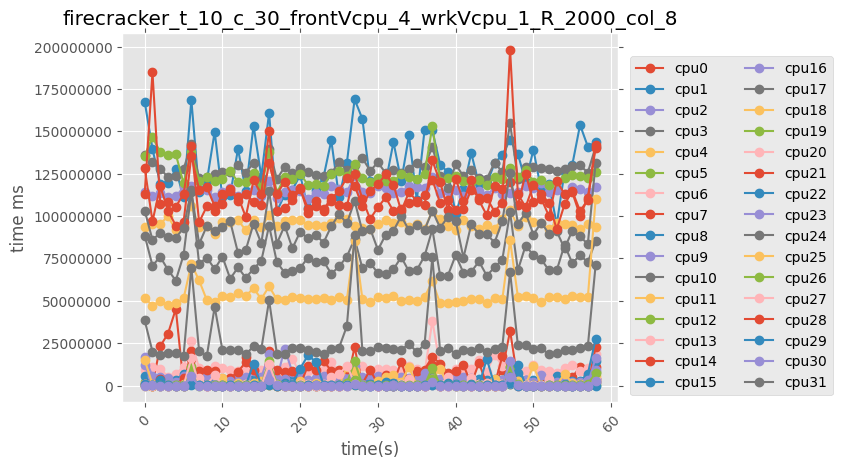 firecracker_t_10_c_30_frontVcpu_4_wrkVcpu_1_R_2000_col_8
200000000
175000000
150000000
125000000
100000000
75000000
50000000
25000000
0
time ms
0
10
20
30
40
50
60
time(s)
cpu0
cpu1
cpu2
cpu3
cpu4
cpu5
cpu6
cpu7
cpu8
cpu9
cpu10
cpu11
cpu12
cpu13
cpu14
cpu15
cpu16
cpu17
cpu18
cpu19
cpu20
cpu21
cpu22
cpu23
cpu24
cpu25
cpu26
cpu27
cpu28
cpu29
cpu30
cpu31